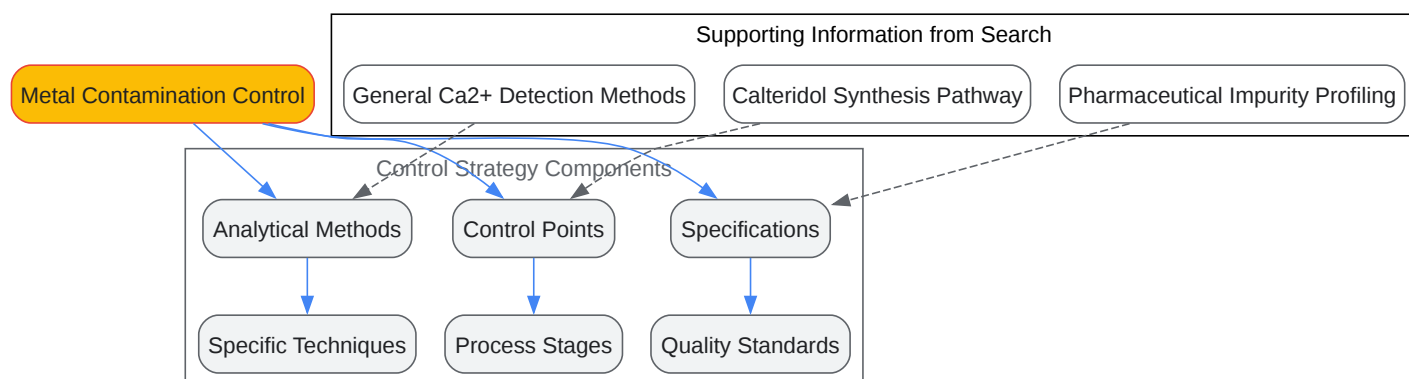 Supporting Information from Search
Metal Contamination Control
General Ca2+ Detection Methods
Calteridol Synthesis Pathway
Pharmaceutical Impurity Profiling
Control Strategy Components
Analytical Methods
Control Points
Specifications
Specific Techniques
Process Stages
Quality Standards